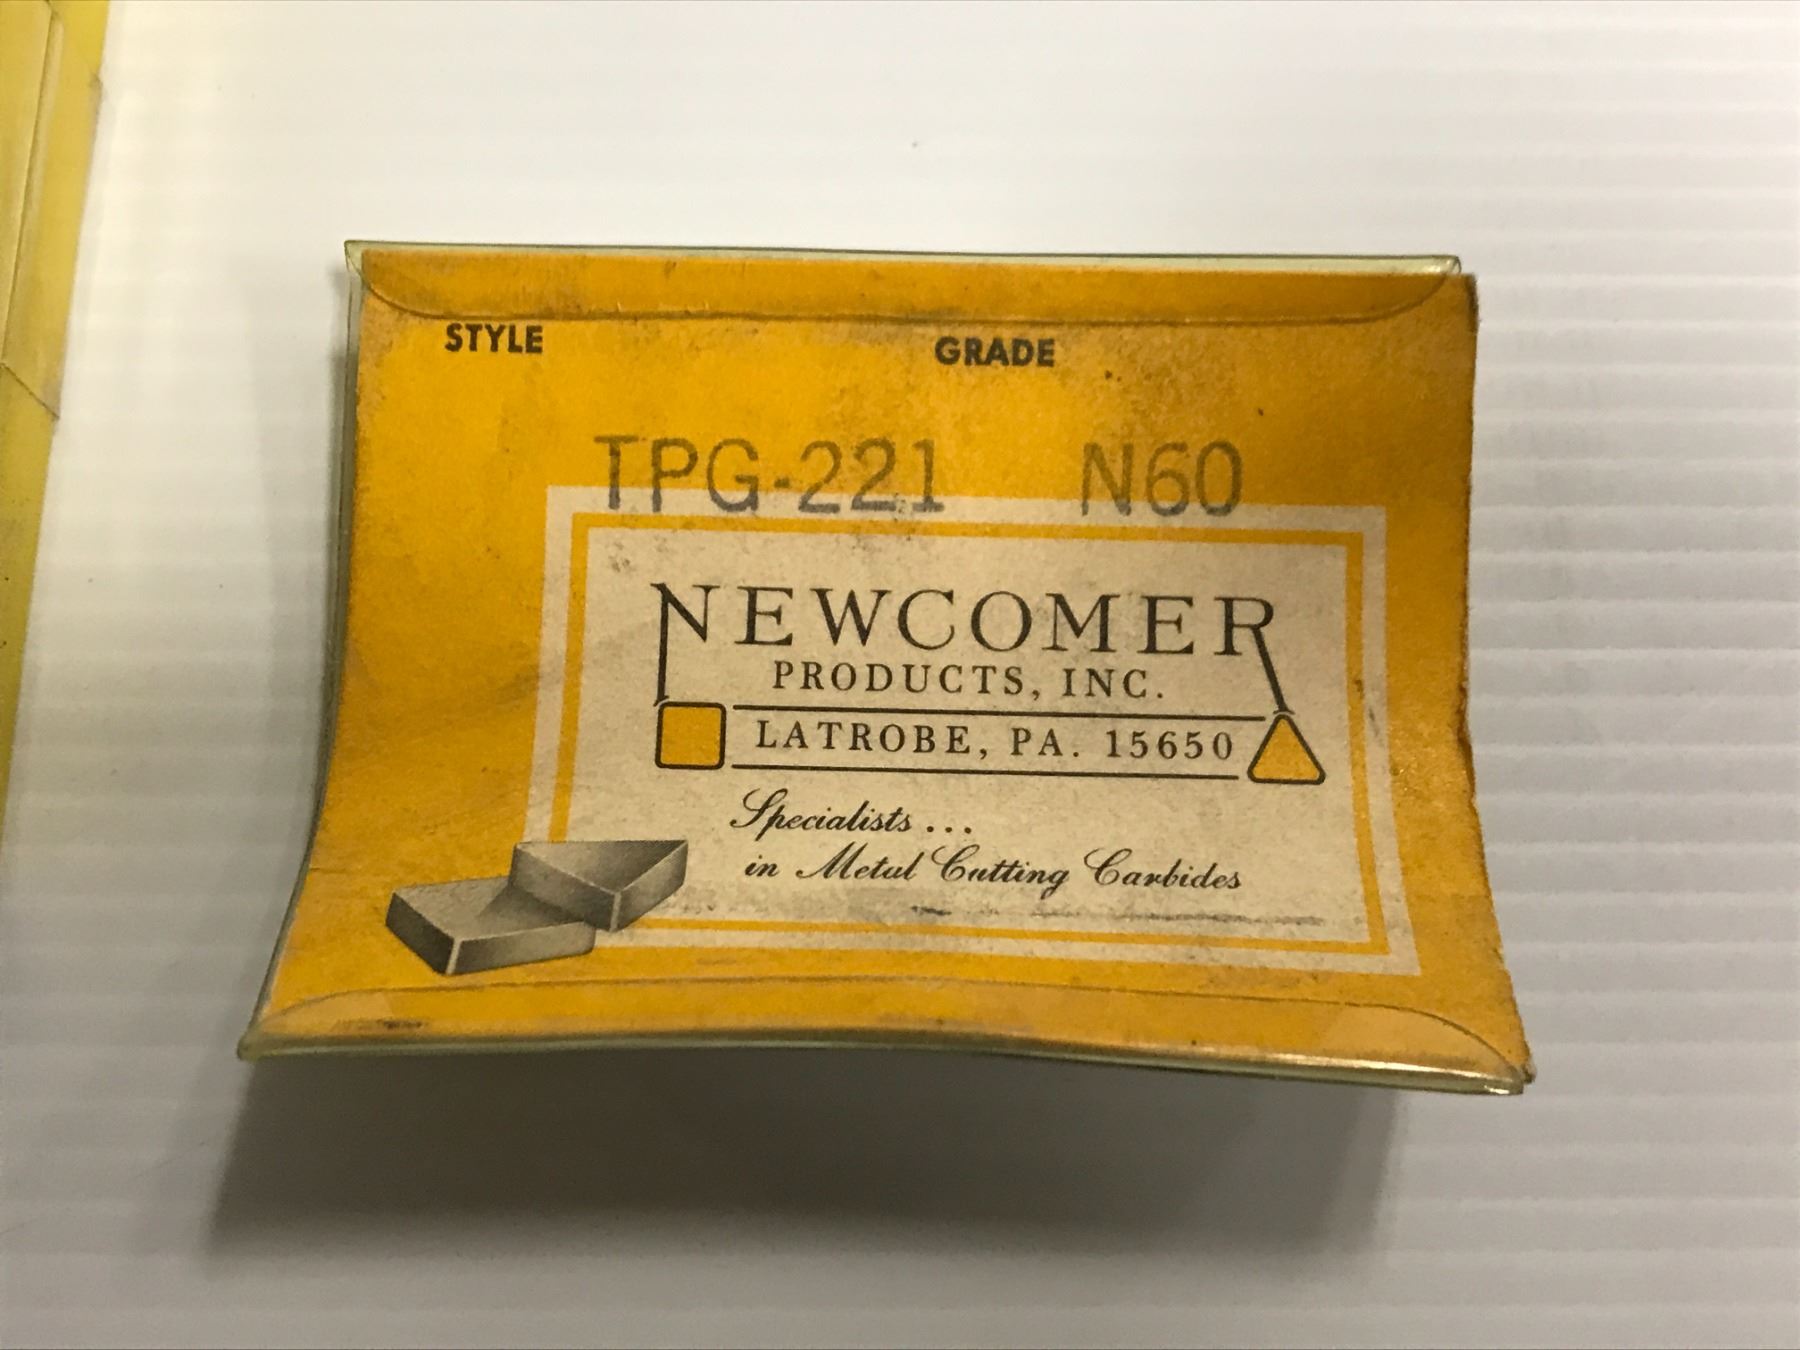 STYLE GRADE
TPG-221 N60
NEWCOMER
PRODUCTS, INC.
LATROBE, PA. 15650
Specialists ...
in Metal Cutting Carbides